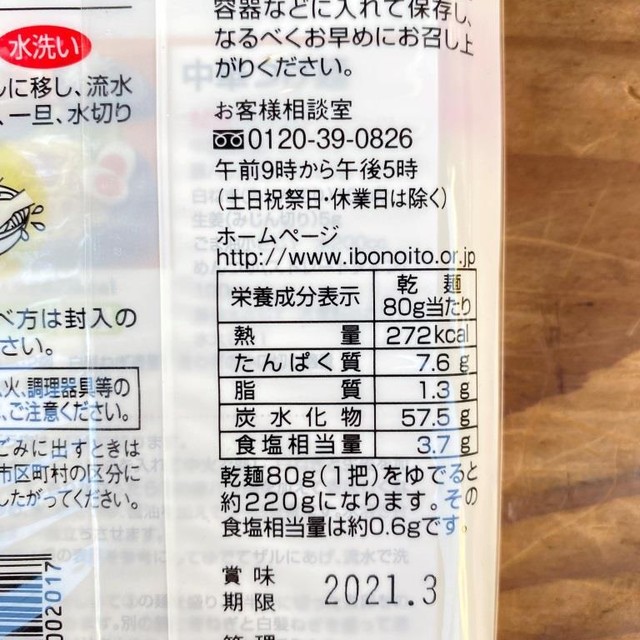 容器などに入れて保存し、
なるべくお早めにお召し上
がりください。
お客様相談室
0120-39-0826
午前9時から午後5時
(土日祝祭日・休業日は除く)
ホームページ
http://www.ibonoito.or.jp
栄養成分表示 乾麺 80g当たり
熱量 272kcal
たんぱく質 7.6g
脂質 1.3g
炭水化物 57.5g
食塩相当量 3.7g
乾麺80g(1把)をゆでると
約220gになります。その
食塩相当量は約0.6gです。
賞味
期限 2021.3
水洗い
ルに移し、流水
、一旦、水切り
べ方は封入の
さい。
火、調理器具等の
、ご注意ください。
ごみに出すときは
市区町村の区分に
したがってください。
002017